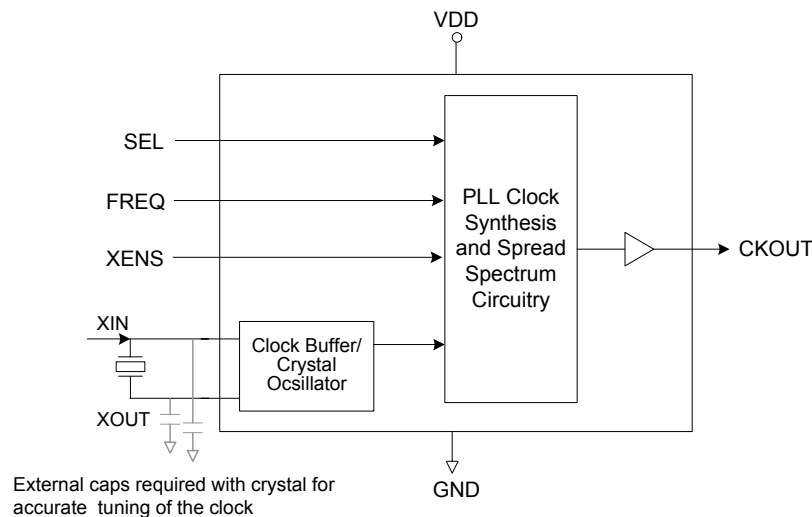 VDD
SEL
FREQ
XENS
PLL Clock
Synthesis
and Spread
Spectrum
Circuitry
CKOUT
XIN
Clock Buffer/
Crystal
Ocsillator
XOUT
GND
External caps required with crystal for
accurate tuning of the clock